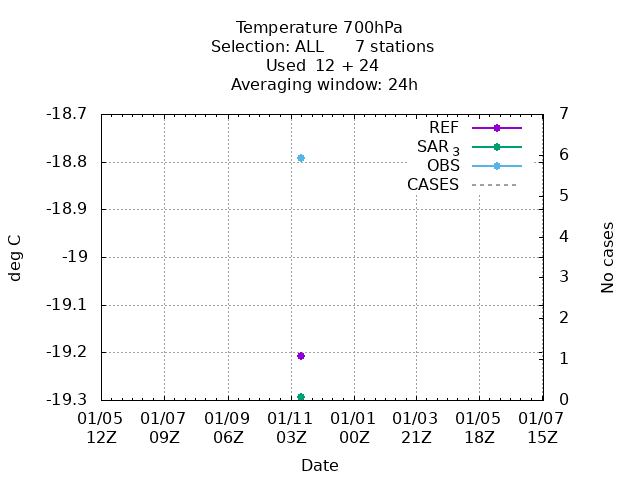 Temperature 700hPa
Selection: ALL      7 stations
Used  12 + 24
Averaging window: 24h
-18.7
-18.8
-18.9
-19
-19.1
-19.2
-19.3
deg C
7
6
5
4
3
2
1
0
No cases
REF
SAR 3
OBS
CASES
01/05 01/07 01/09 01/11 01/01 01/03 01/05 01/07
12Z 09Z 06Z 03Z 00Z 21Z 18Z 15Z
Date